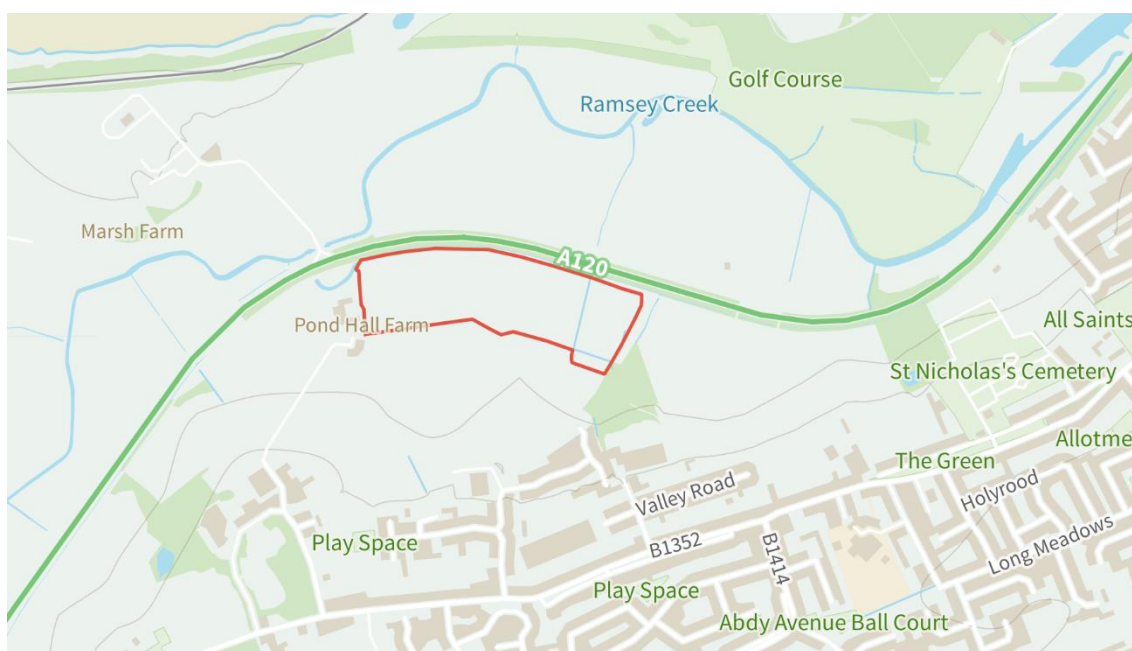 Golf Course
Ramsey Creek
Marsh Farm
A120
Pond Hall Farm
All Saints
St Nicholas's Cemetery
Allotme
The Green
Holyrood
Valley Road
Long Meadows
Play Space
B1352
B1414
Play Space
Abdy Avenue Ball Court